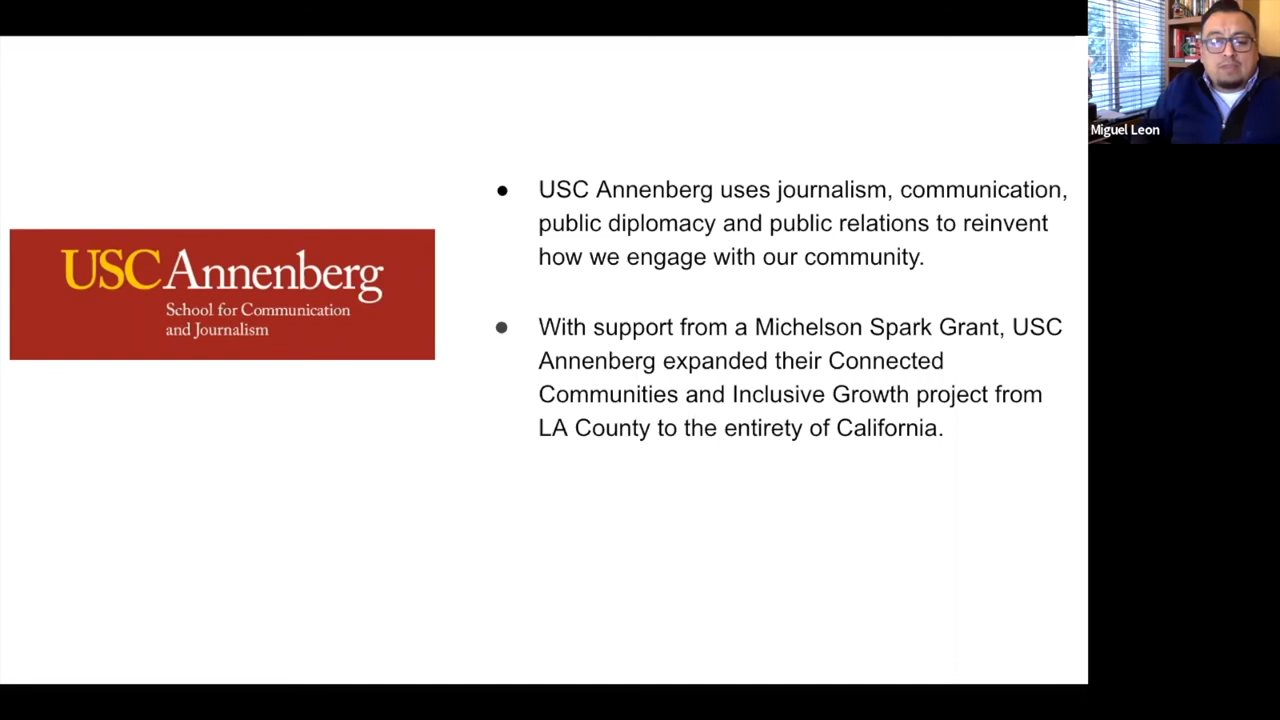 Miguel Leon
USC Annenberg
School for Communication
and Journalism
● USC Annenberg uses journalism, communication,
public diplomacy and public relations to reinvent
how we engage with our community.
● With support from a Michelson Spark Grant, USC
Annenberg expanded their Connected
Communities and Inclusive Growth project from
LA County to the entirety of California.